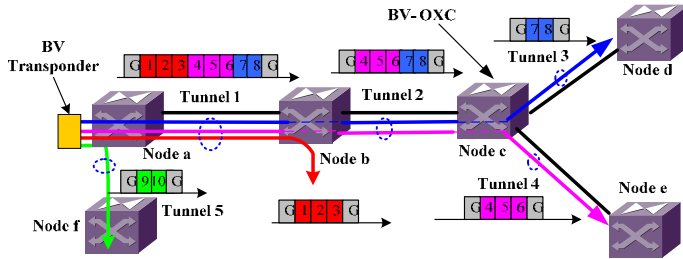 BV
Transponder
BV-OXC
G 1 2 3 4 5 6 7 8 G
G 4 5 6 7 8 G
G 7 8 G
Tunnel 1
Tunnel 2
Tunnel 3
Node a
Node b
Node c
Node d
G 9 10 G
Tunnel 5
G 1 2 3 G
Tunnel 4
G 4 5 6 G
Node e
Node f